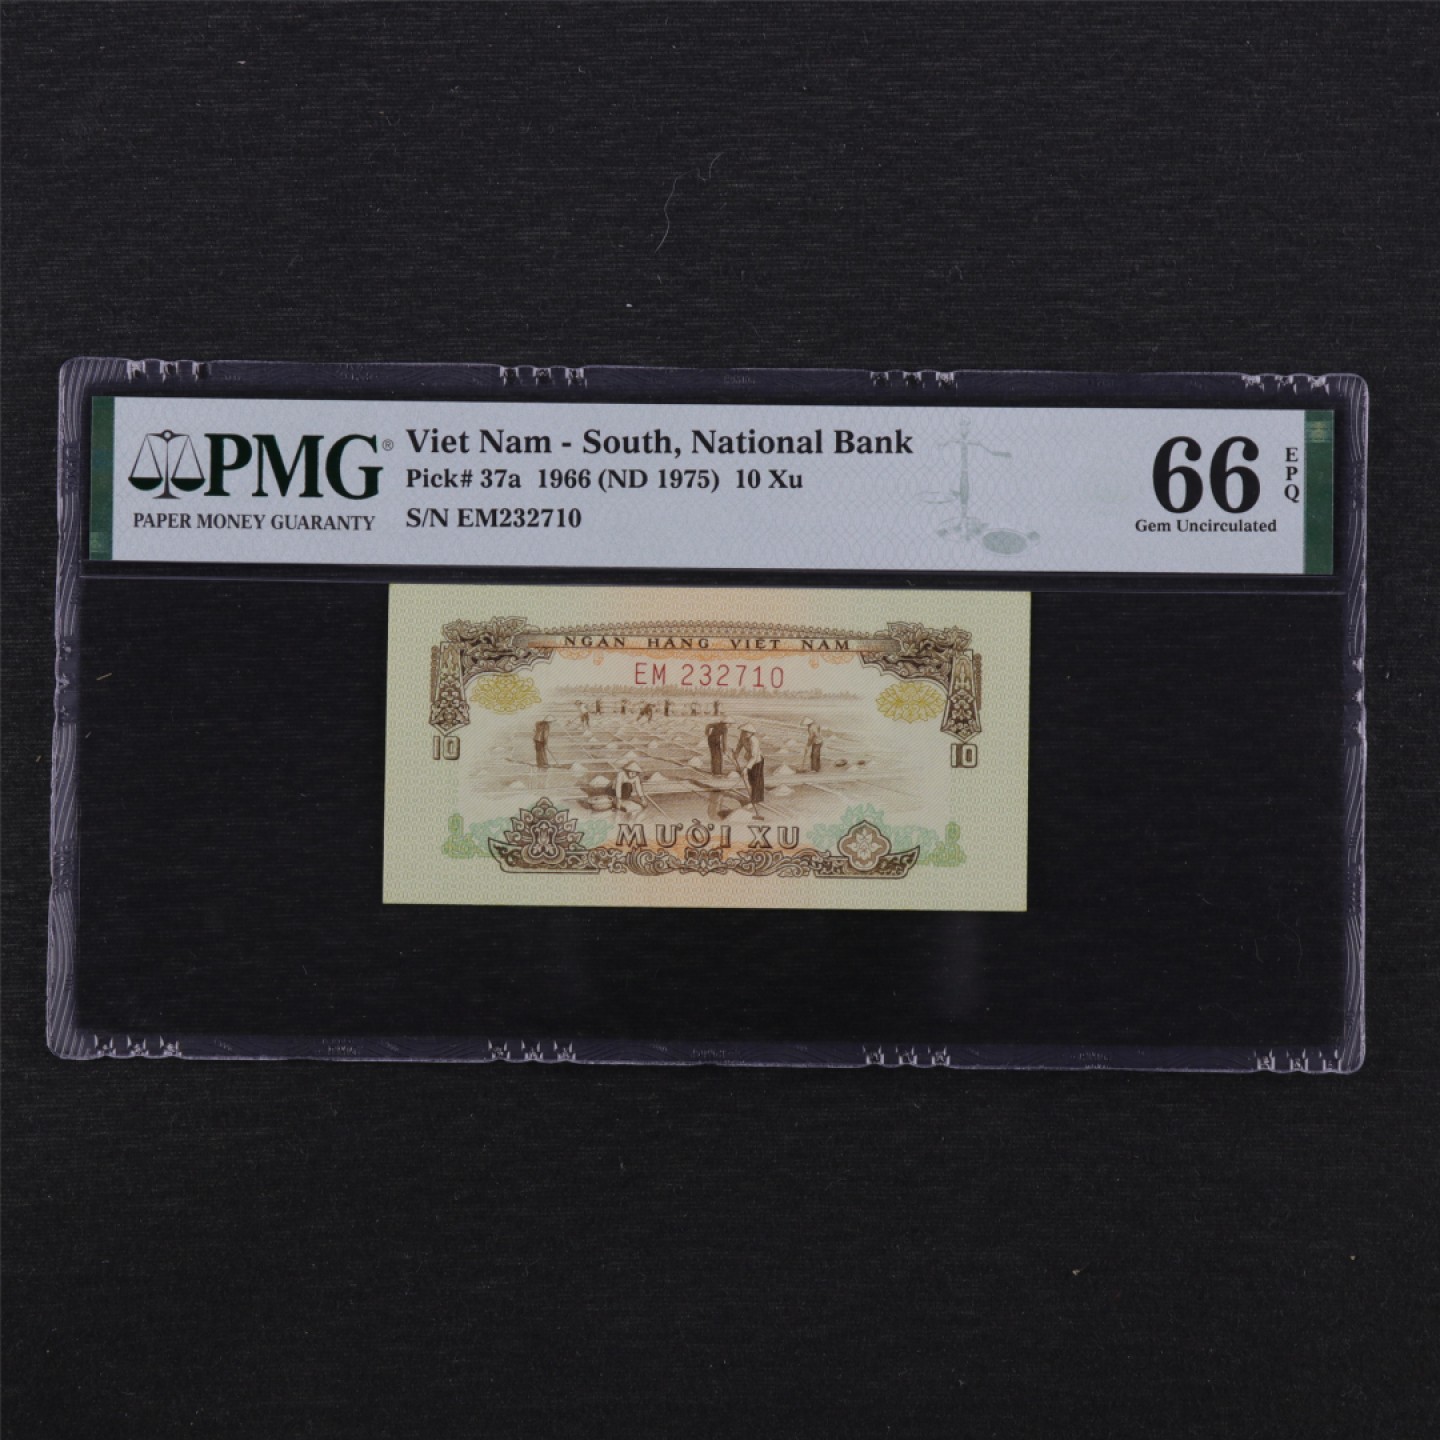 PMG®
PAPER MONEY GUARANTY
Viet Nam - South, National Bank
Pick# 37a 1966 (ND 1975) 10 Xu
S/N EM232710
66
EPQ
Gem Uncirculated
NGÂN HÀNG VIỆT NAM
EM 232710
10
10
MƯỜI XU